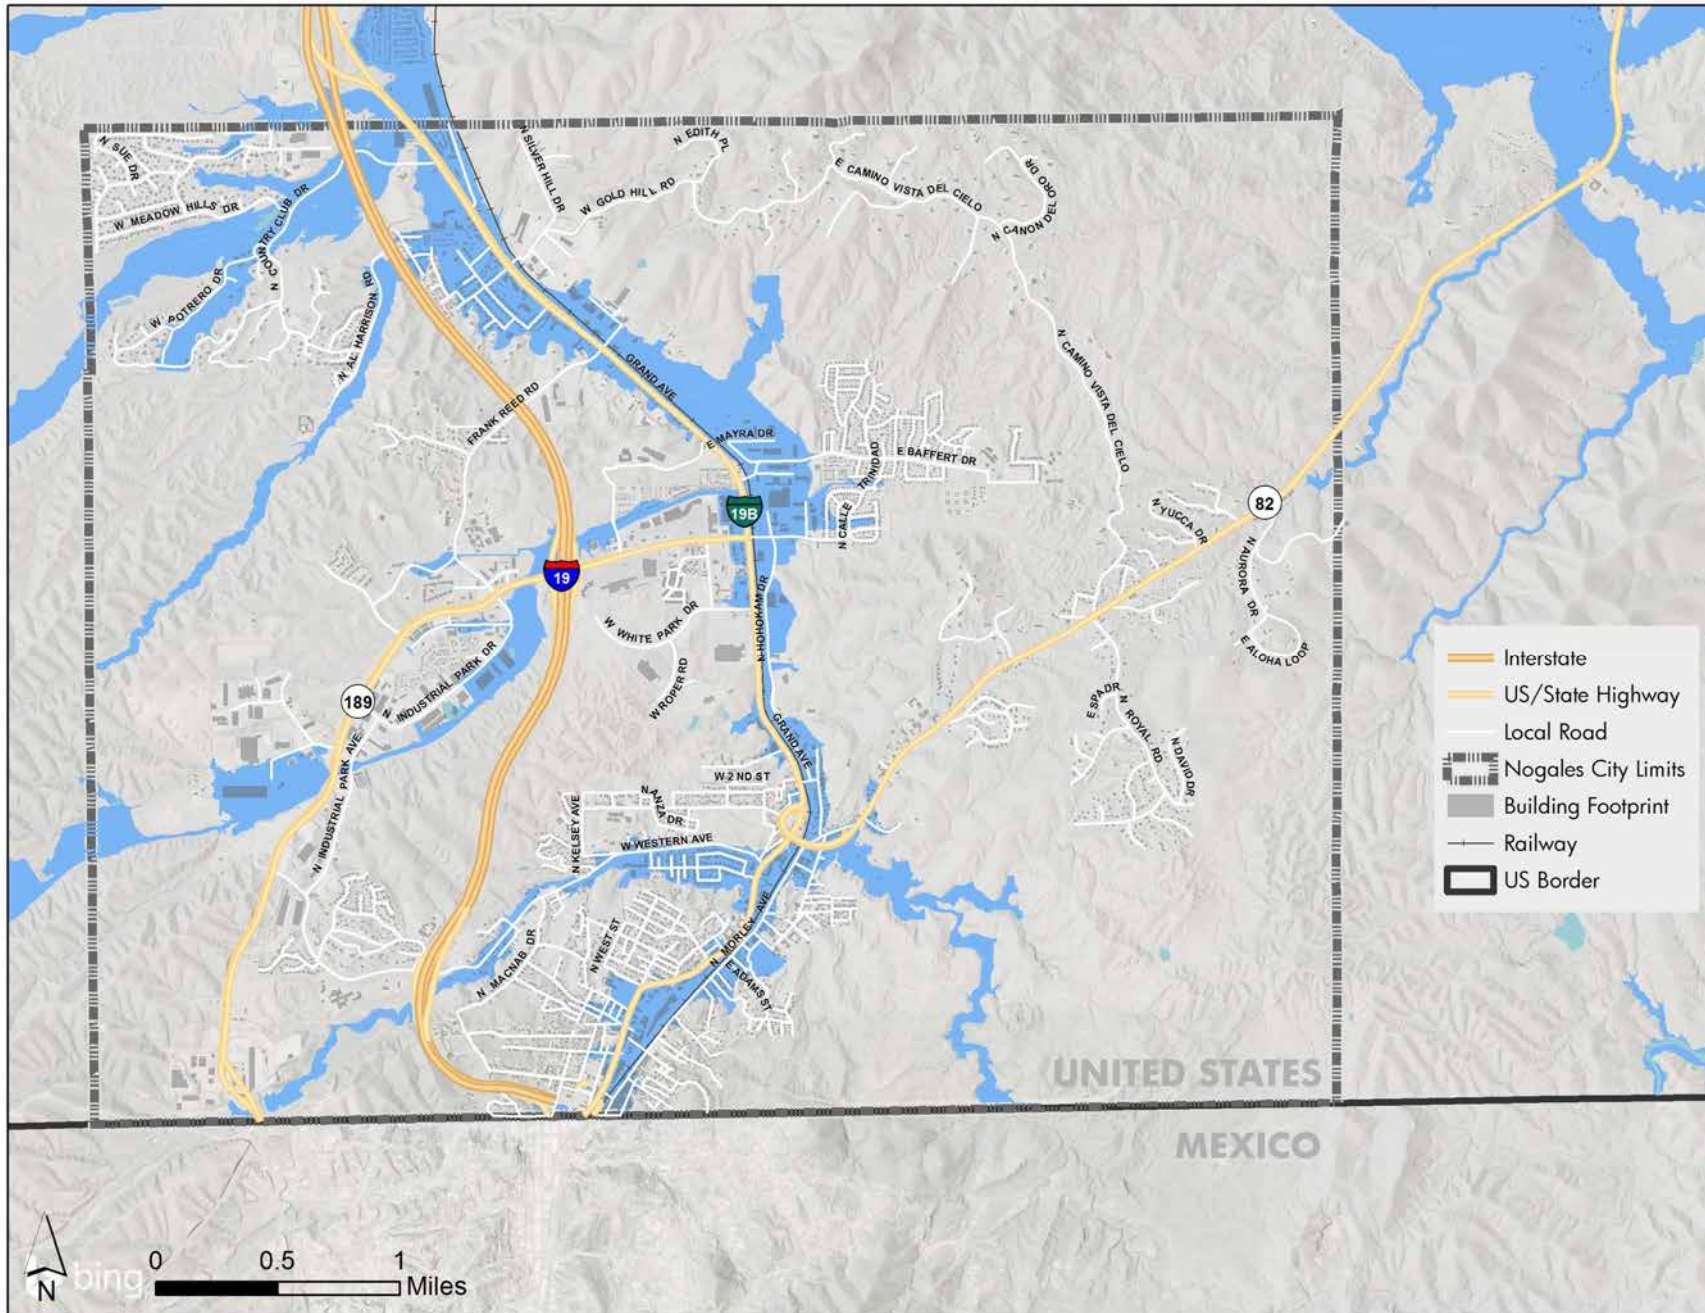 N SUE DR
W MEADOW HILLS DR
N COUNTRY CLUB DR
W POTRERO DR
N AL HARRISON RD
N SILVER HILL DR
N EDITH PL
W GOLD HILL RD
E CAMINO VISTA DEL CIELO
N CANON DEL ORO DR
N CAMINO VISTA DEL CIELO
GRAND AVE
FRANK REED RD
E MAYRA DR
E BAFFERT DR
N CALLE TRINIDAD
19B
82
N YUCCA DR
N AURORA DR
E ALOHA LOOP
19
W WHITE PARK DR
N HOHOKAM DR
W ROPER RD
189
N INDUSTRIAL PARK DR
N INDUSTRIAL PARK AVE
GRAND AVE
E SPA DR
N ROYAL RD
N DAVID DR
W 2ND ST
N ANZA DR
N KELSEY AVE
W WESTERN AVE
N MORLEY AVE
N WEST ST
N MACNAB DR
E ADAMS ST
Interstate
US/State Highway
Local Road
Nogales City Limits
Building Footprint
Railway
US Border
UNITED STATES
MEXICO
N
bing
0 0.5 1
Miles